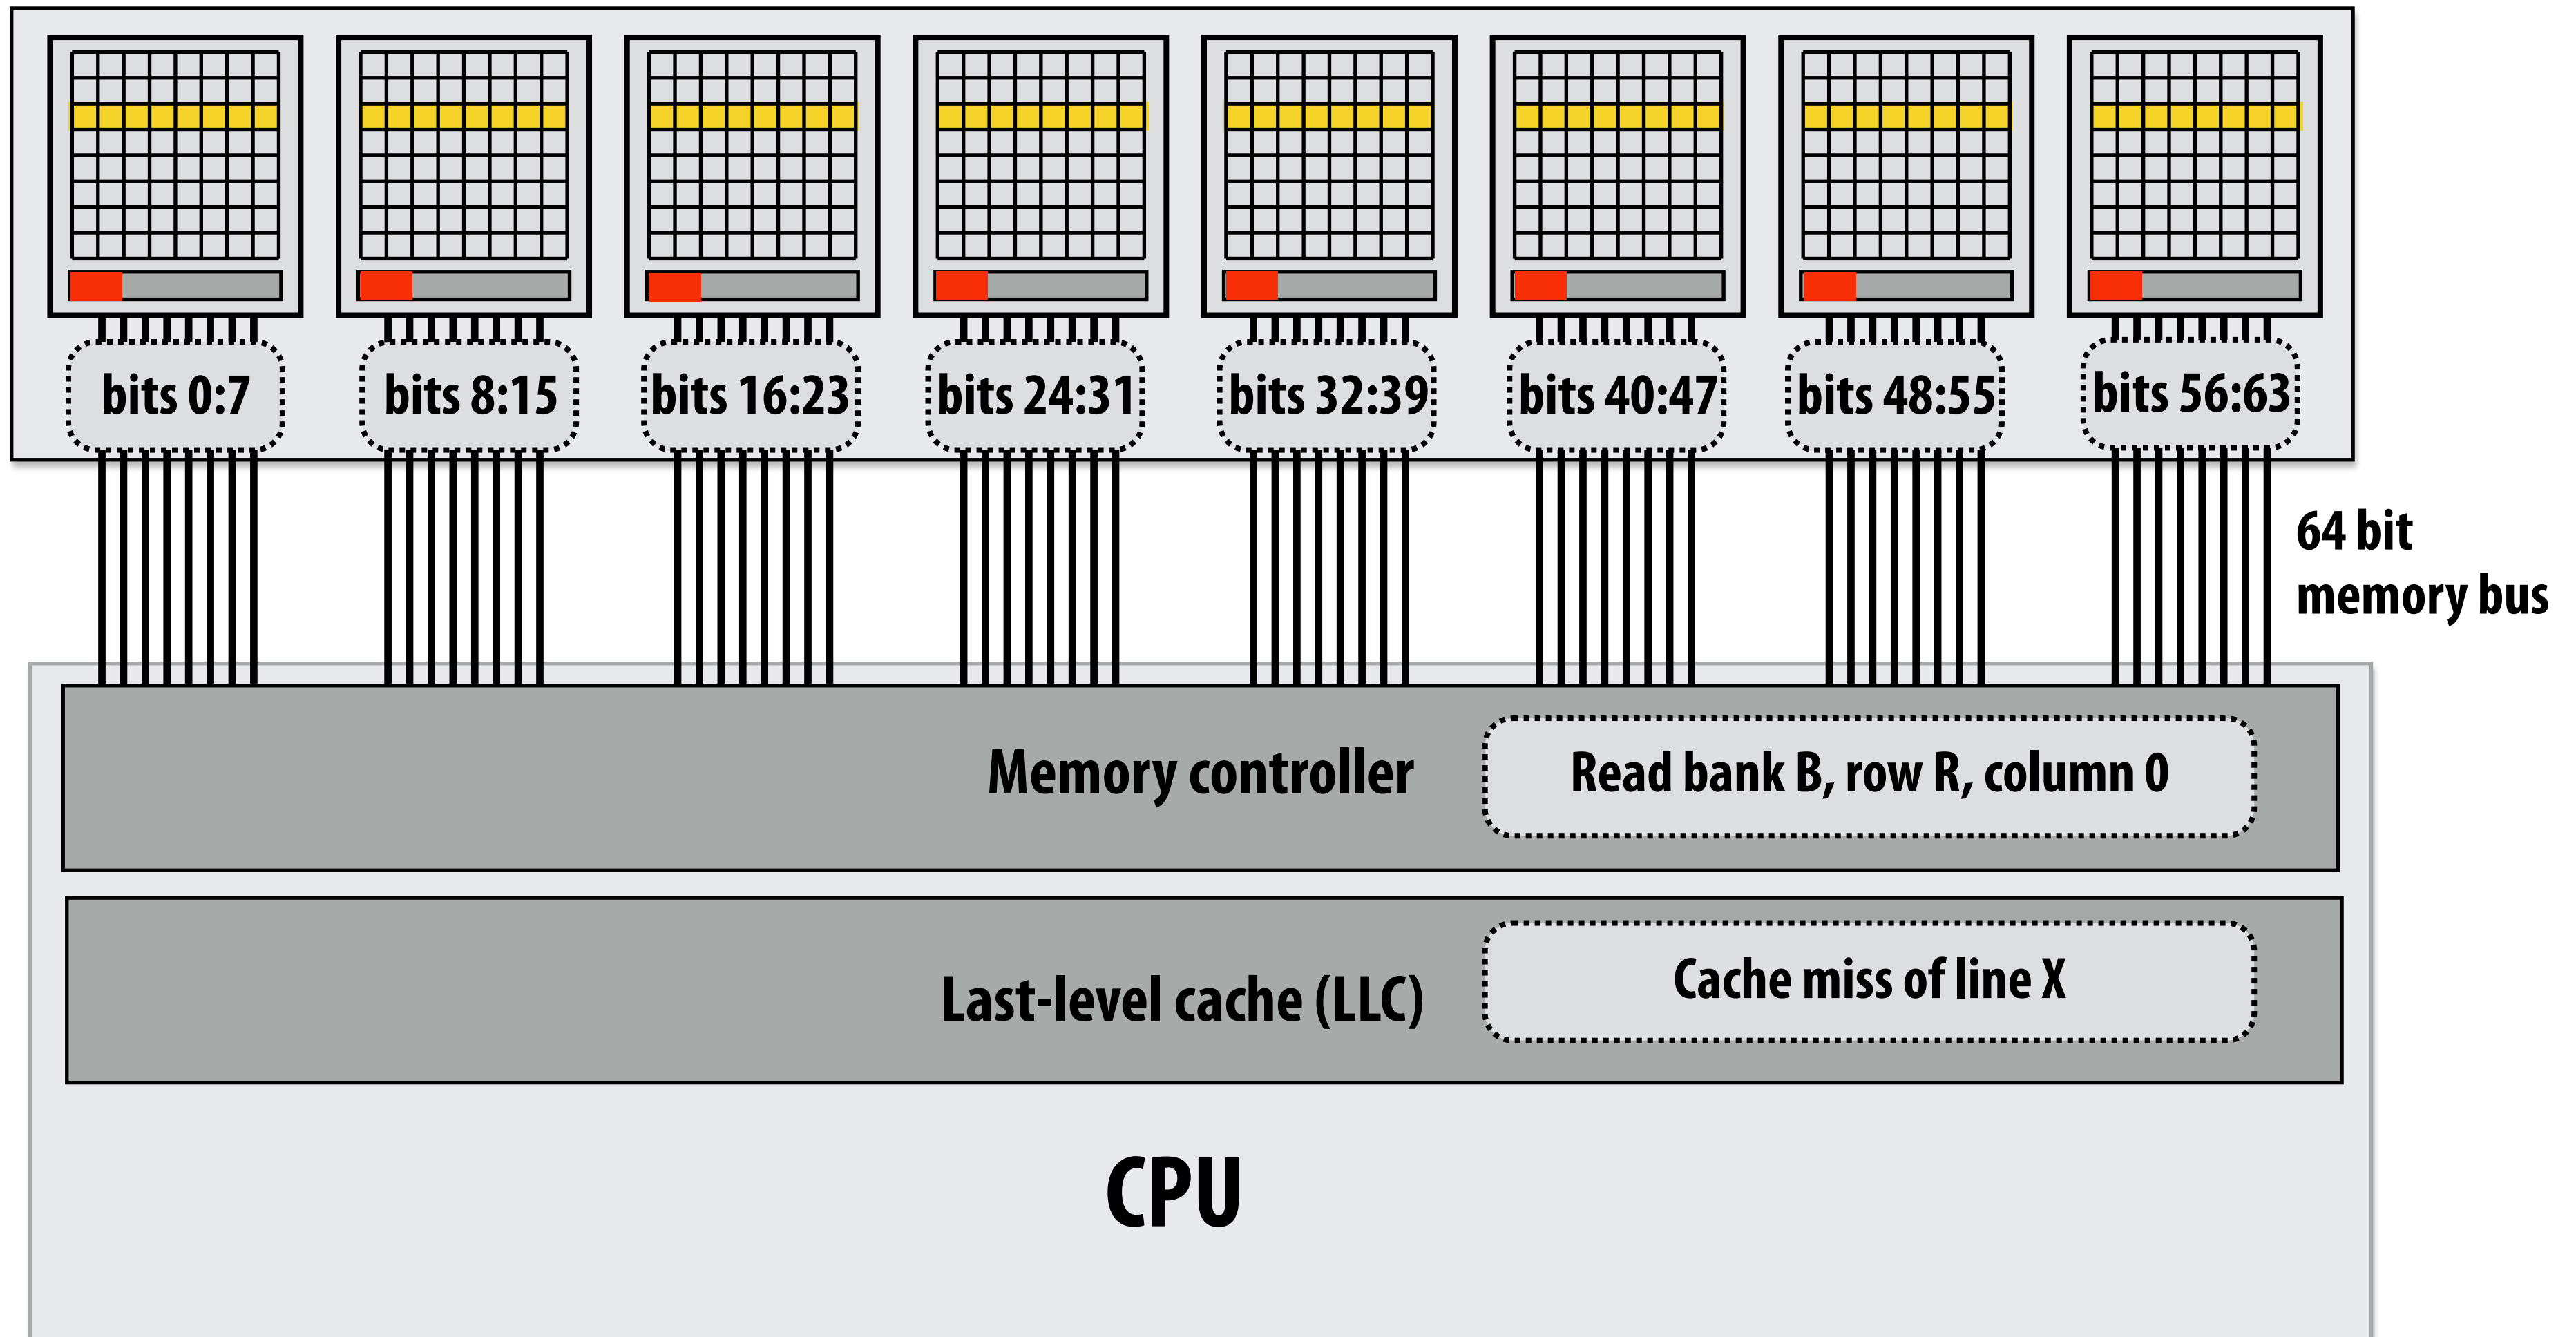 bits 0:7
bits 8:15
bits 16:23
bits 24:31
bits 32:39
bits 40:47
bits 48:55
bits 56:63
64 bit
memory bus
Memory controller
Read bank B, row R, column 0
Last-level cache (LLC)
Cache miss of line X
CPU